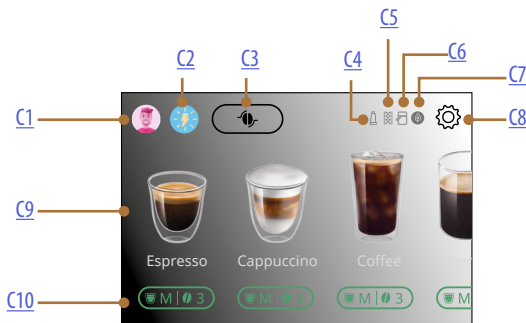 C5
C2 C3 C4 C6
C7
C1 C8
C9
Espresso Cappuccino Coffee
C10 M 3 M 3 M 3 M